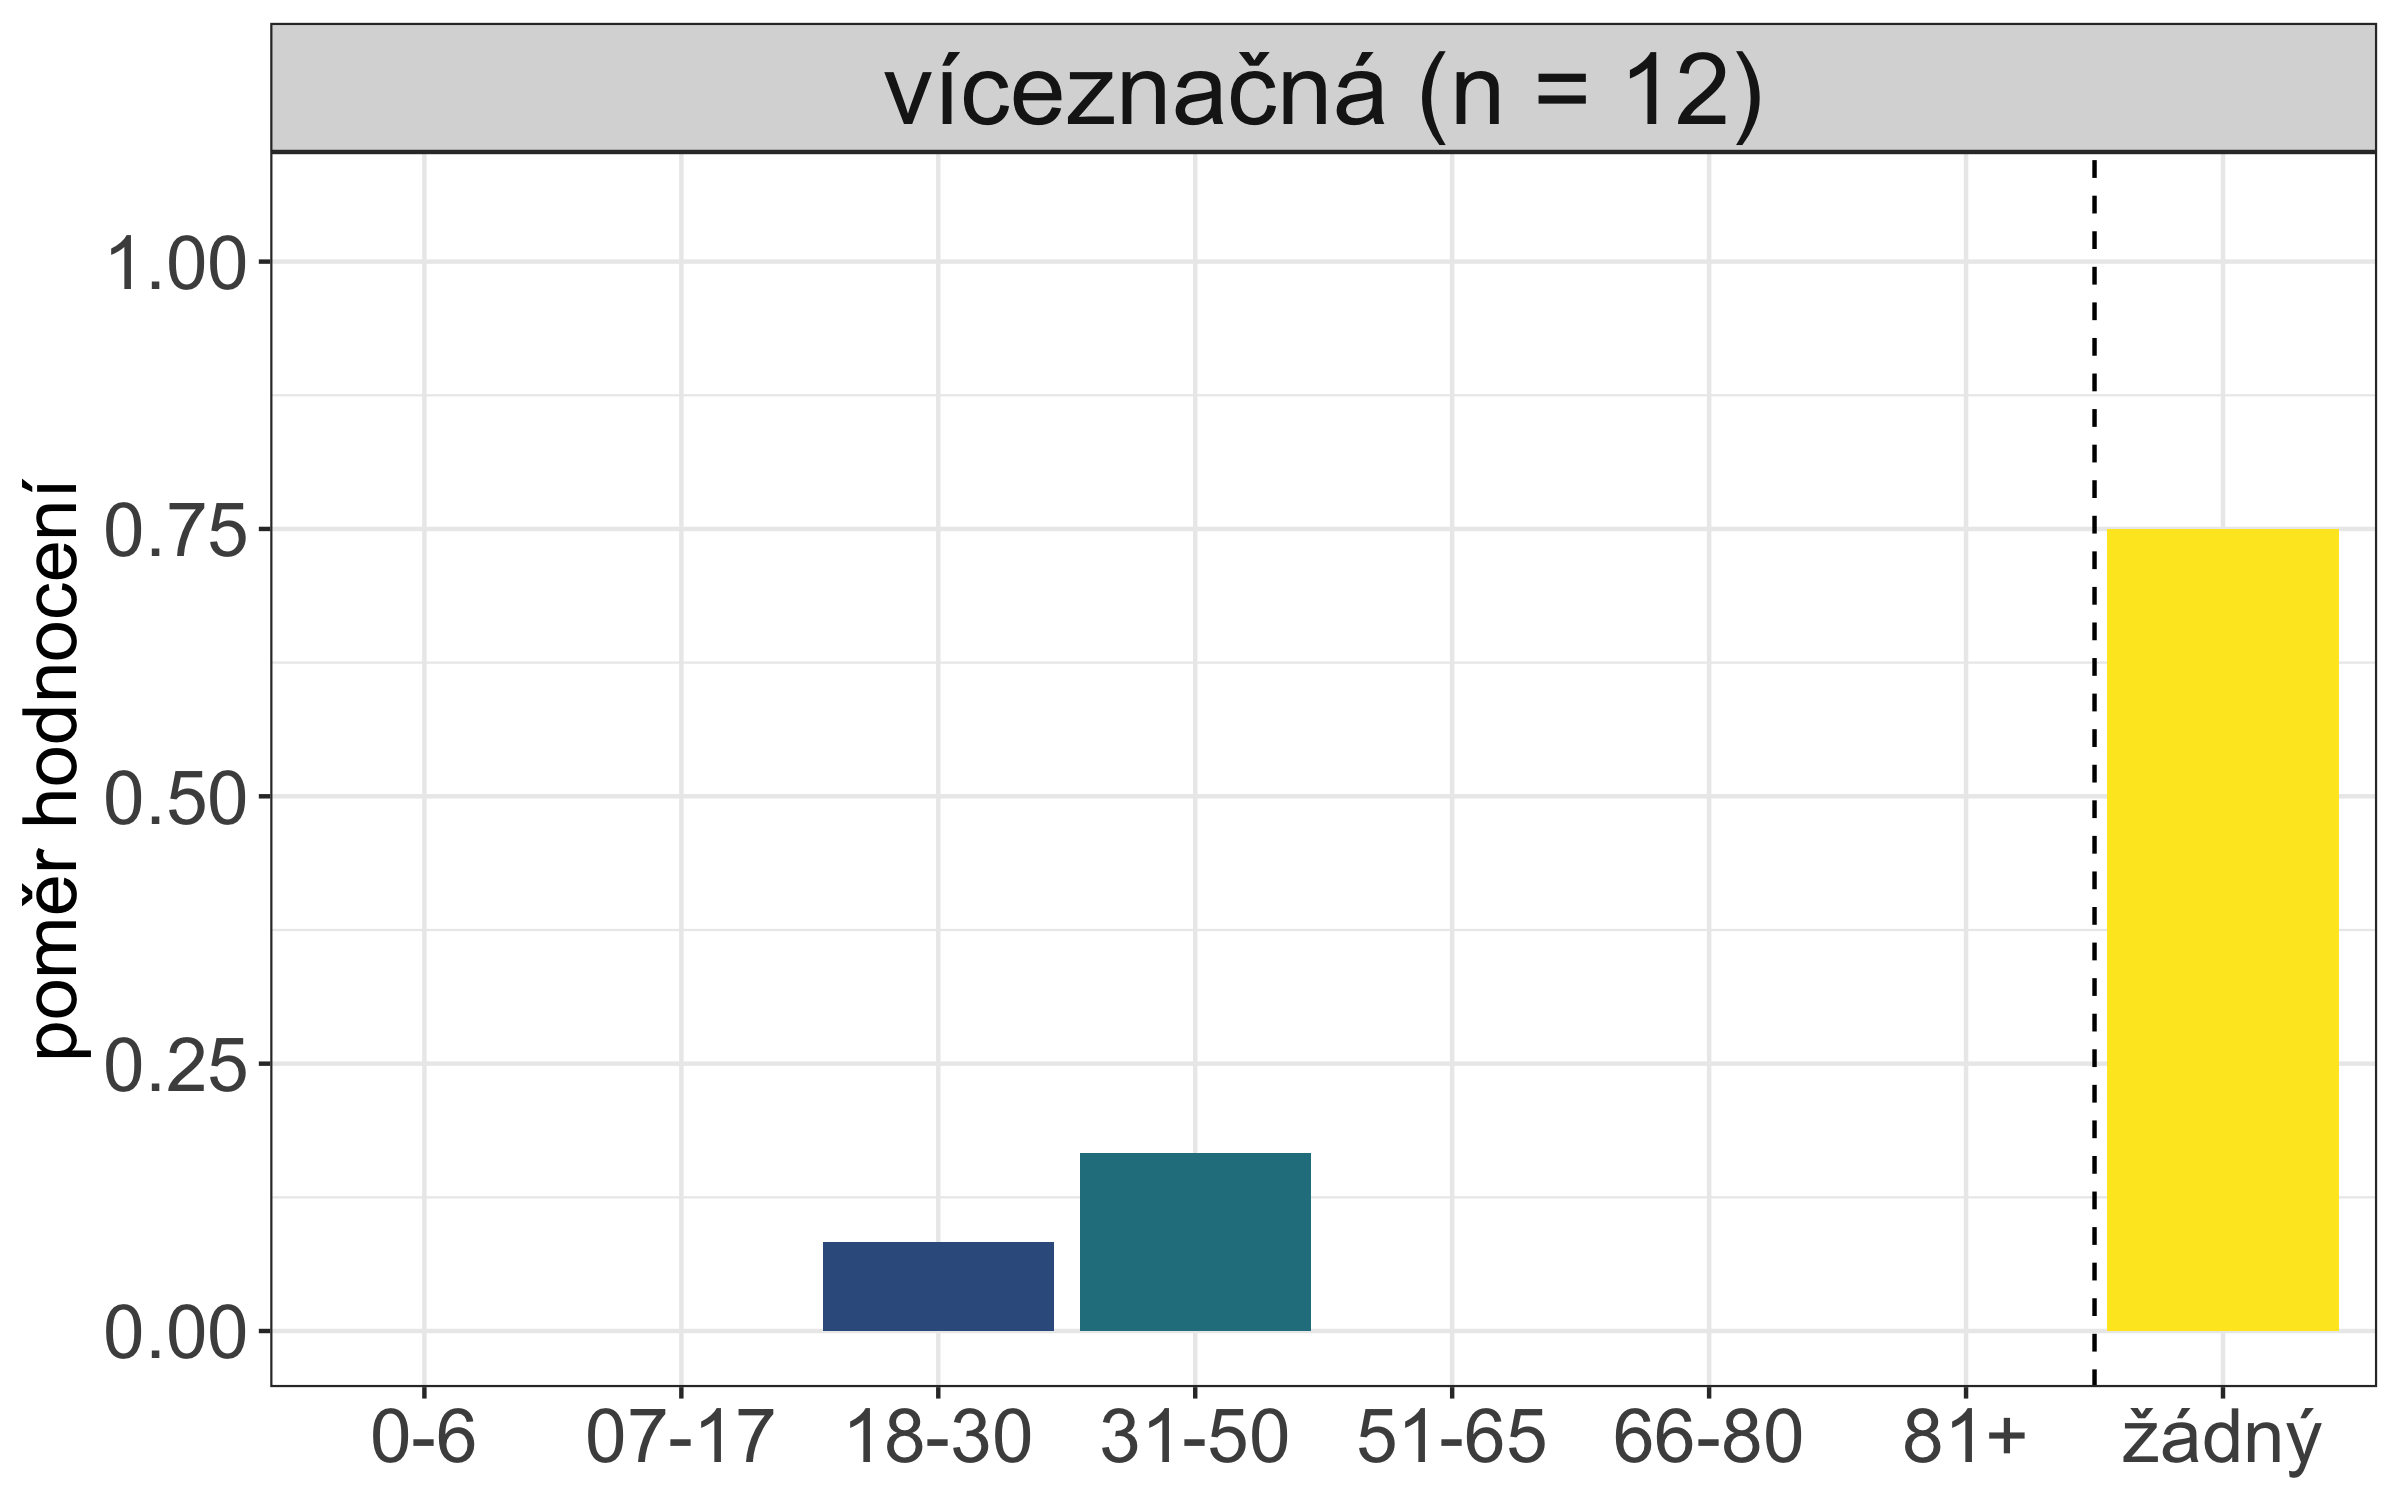 víceznačná (n = 12)
poměr hodnocení
1.00
0.75
0.50
0.25
0.00
0-6 07-17 18-30 31-50 51-65 66-80 81+ žádný